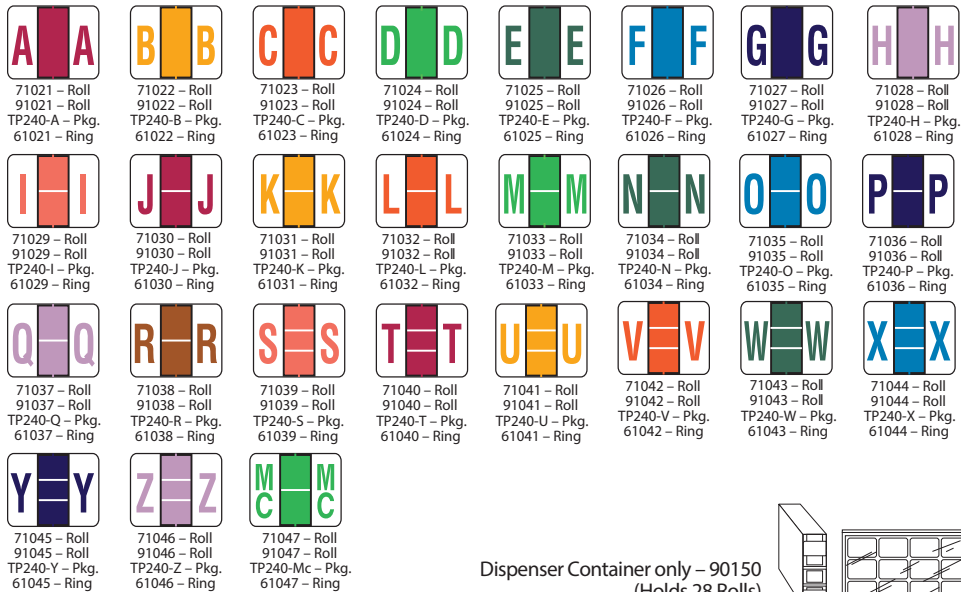 A A
71021 – Roll
91021 – Roll
TP240-A – Pkg.
61021 – Ring
B B
71022 – Roll
91022 – Roll
TP240-B – Pkg.
61022 – Ring
C C
71023 – Roll
91023 – Roll
TP240-C – Pkg.
61023 – Ring
D D
71024 – Roll
91024 – Roll
TP240-D – Pkg.
61024 – Ring
E E
71025 – Roll
91025 – Roll
TP240-E – Pkg.
61025 – Ring
F F
71026 – Roll
91026 – Roll
TP240-F – Pkg.
61026 – Ring
G G
71027 – Roll
91027 – Roll
TP240-G – Pkg.
61027 – Ring
H H
71028 – Roll
91028 – Roll
TP240-H – Pkg.
61028 – Ring
I I
71029 – Roll
91029 – Roll
TP240-I – Pkg.
61029 – Ring
J J
71030 – Roll
91030 – Roll
TP240-J – Pkg.
61030 – Ring
K K
71031 – Roll
91031 – Roll
TP240-K – Pkg.
61031 – Ring
L L
71032 – Roll
91032 – Roll
TP240-L – Pkg.
61032 – Ring
M M
71033 – Roll
91033 – Roll
TP240-M – Pkg.
61033 – Ring
N N
71034 – Roll
91034 – Roll
TP240-N – Pkg.
61034 – Ring
O O
71035 – Roll
91035 – Roll
TP240-O – Pkg.
61035 – Ring
P P
71036 – Roll
91036 – Roll
TP240-P – Pkg.
61036 – Ring
Q Q
71037 – Roll
91037 – Roll
TP240-Q – Pkg.
61037 – Ring
R R
71038 – Roll
91038 – Roll
TP240-R – Pkg.
61038 – Ring
S S
71039 – Roll
91039 – Roll
TP240-S – Pkg.
61039 – Ring
T T
71040 – Roll
91040 – Roll
TP240-T – Pkg.
61040 – Ring
U U
71041 – Roll
91041 – Roll
TP240-U – Pkg.
61041 – Ring
V V
71042 – Roll
91042 – Roll
TP240-V – Pkg.
61042 – Ring
W W
71043 – Roll
91043 – Roll
TP240-W – Pkg.
61043 – Ring
X X
71044 – Roll
91044 – Roll
TP240-X – Pkg.
61044 – Ring
Y Y
71045 – Roll
91045 – Roll
TP240-Y – Pkg.
61045 – Ring
Z Z
71046 – Roll
91046 – Roll
TP240-Z – Pkg.
61046 – Ring
M M
C C
71047 – Roll
91047 – Roll
TP240-Mc – Pkg.
61047 – Ring
Dispenser Container only – 90150
(Holds 28 Rolls)